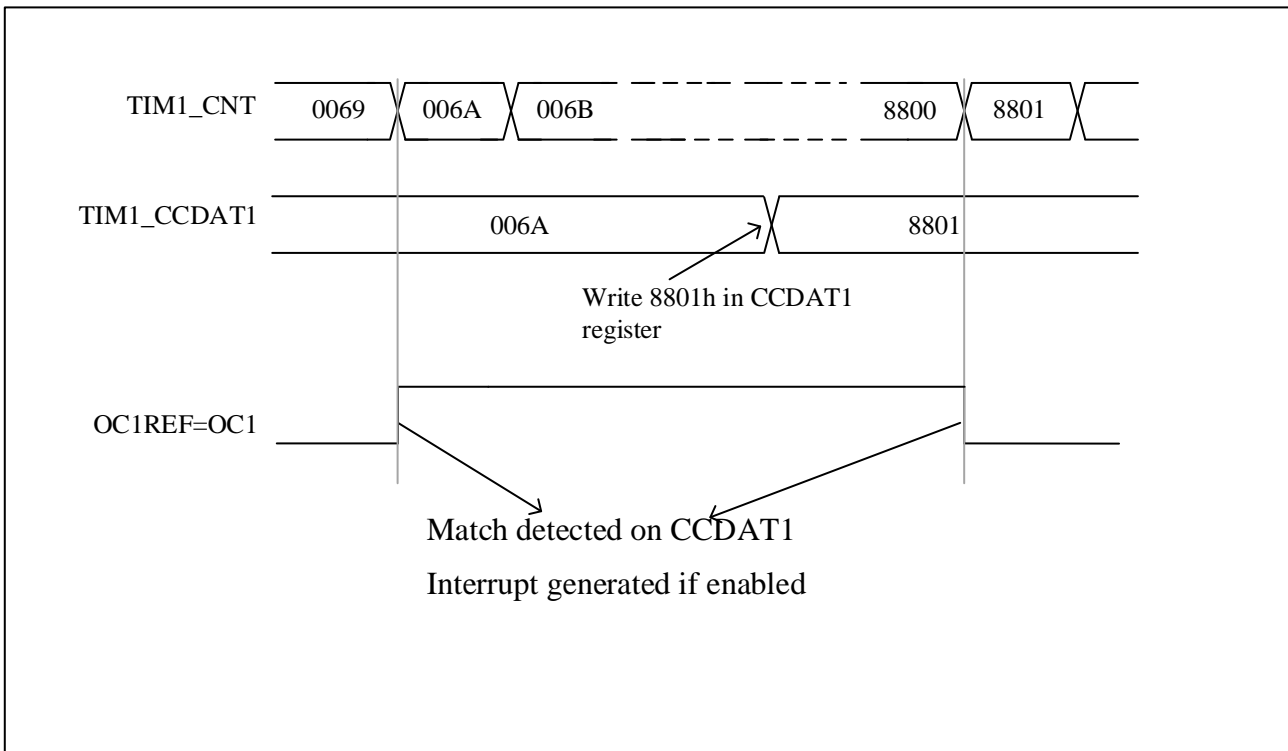 TIM1_CNT 0069 006A 006B 8800 8801
TIM1_CCDAT1 006A 8801
Write 8801h in CCDAT1
register
OC1REF=OC1
Match detected on CCDAT1
Interrupt generated if enabled